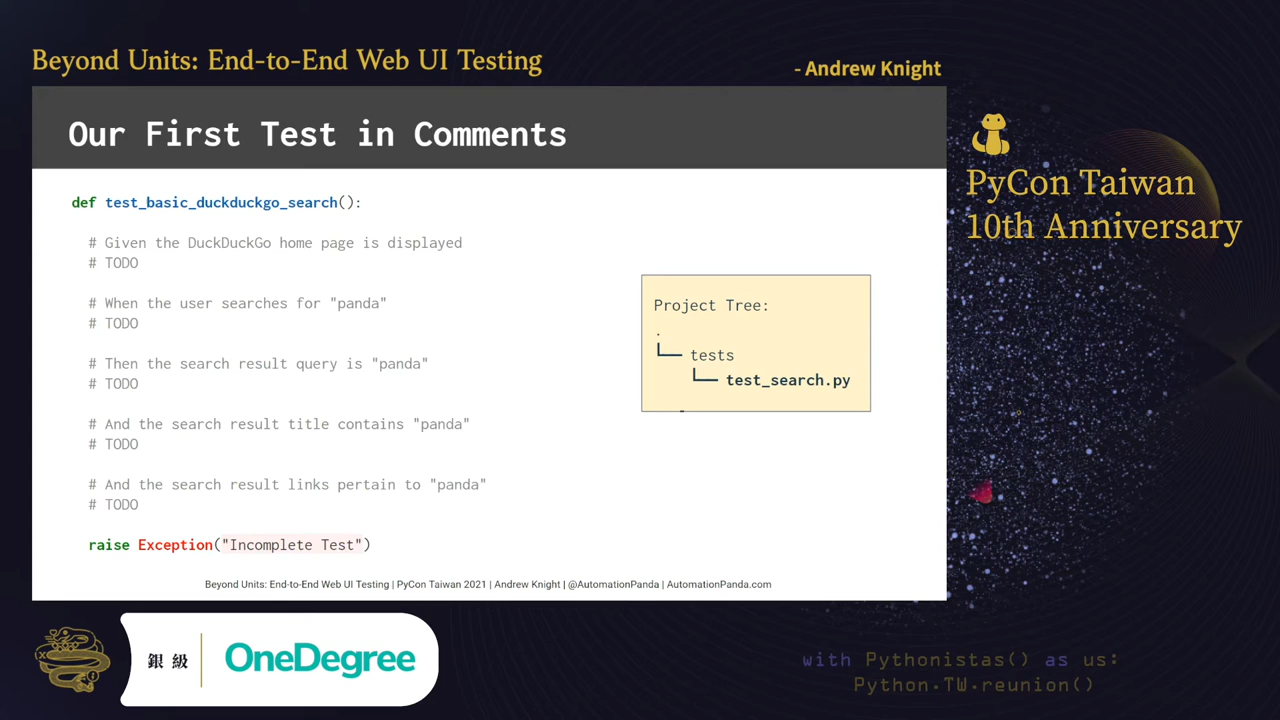 Beyond Units: End-to-End Web UI Testing
- Andrew Knight
Our First Test in Comments
def test_basic_duckduckgo_search():
# Given the DuckDuckGo home page is displayed
# TODO
# When the user searches for "panda"
# TODO
# Then the search result query is "panda"
# TODO
# And the search result title contains "panda"
# TODO
# And the search result links pertain to "panda"
# TODO
raise Exception("Incomplete Test")
Project Tree:
.
└── tests
└── test_search.py
Beyond Units: End-to-End Web UI Testing | PyCon Taiwan 2021 | Andrew Knight | @AutomationPanda | AutomationPanda.com
PyCon Taiwan
10th Anniversary
銀級
OneDegree
with Pythonistas() as us:
Python.TW.reunion()